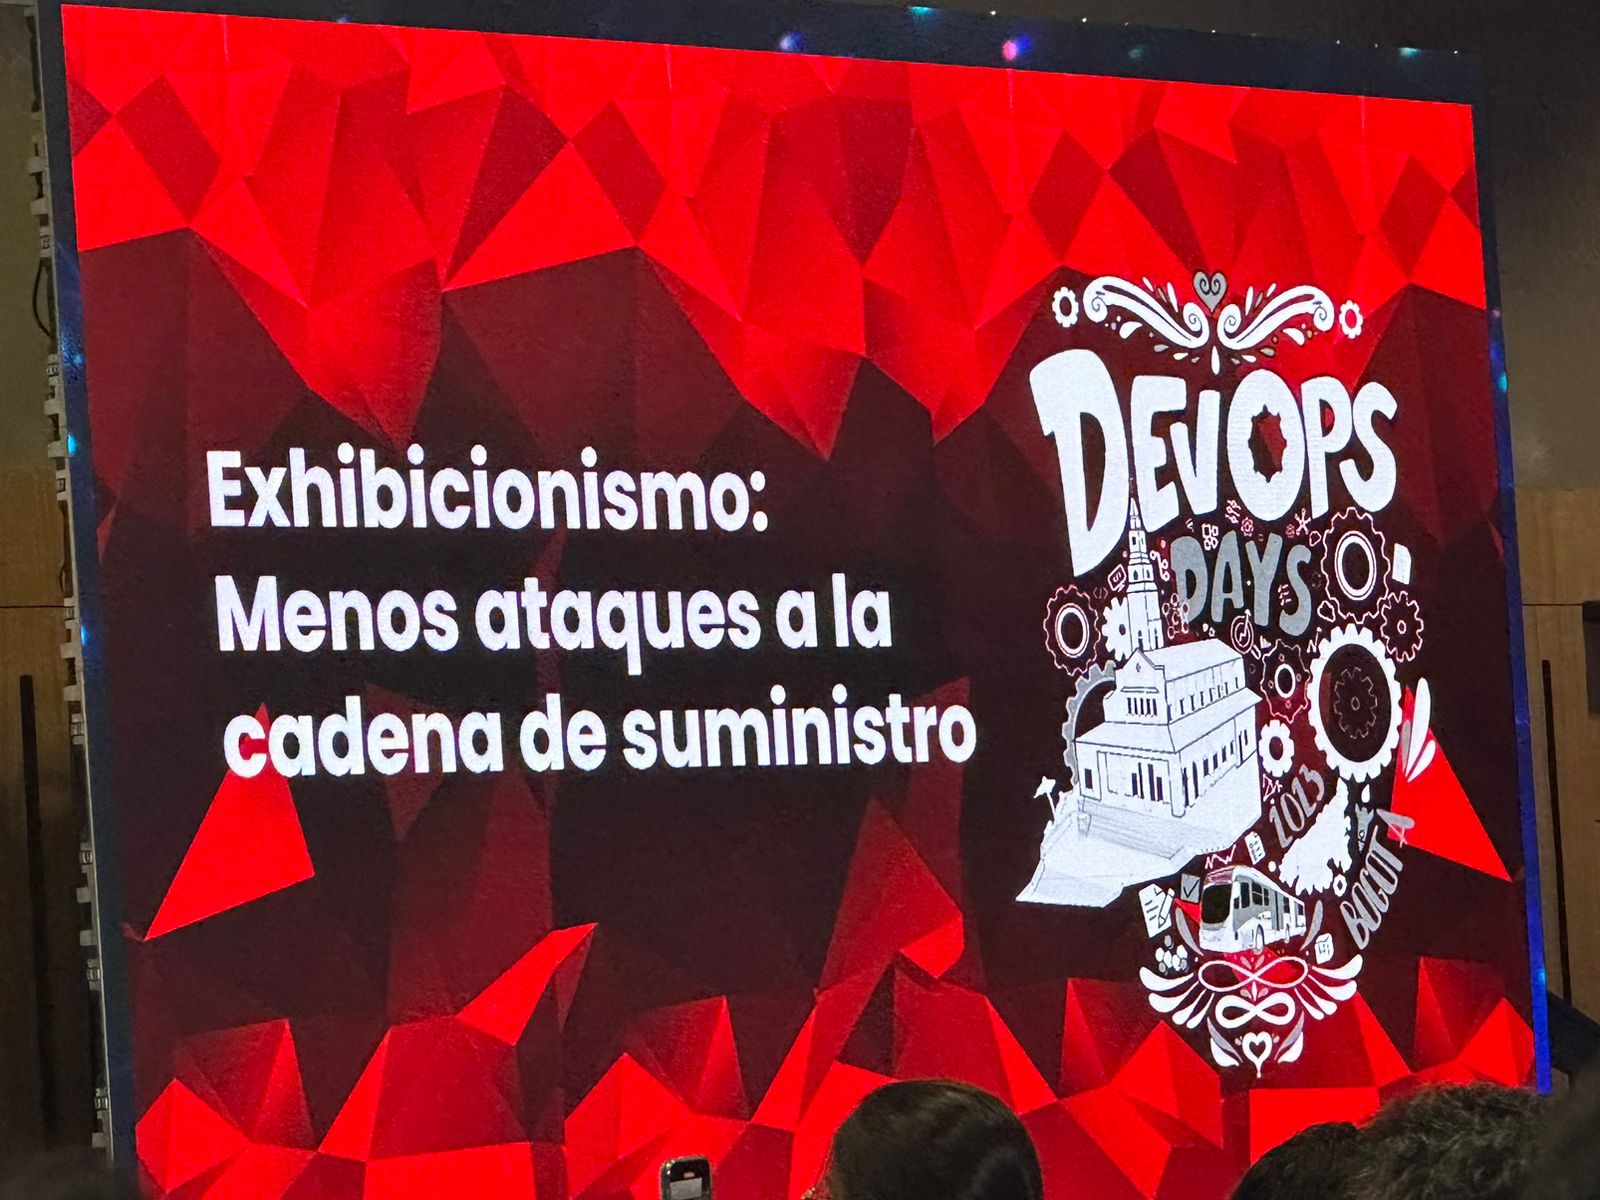 Exhibicionismo:
Menos ataques a la
cadena de suministro
DEVOPS
DAYS
2023
BOGOTA